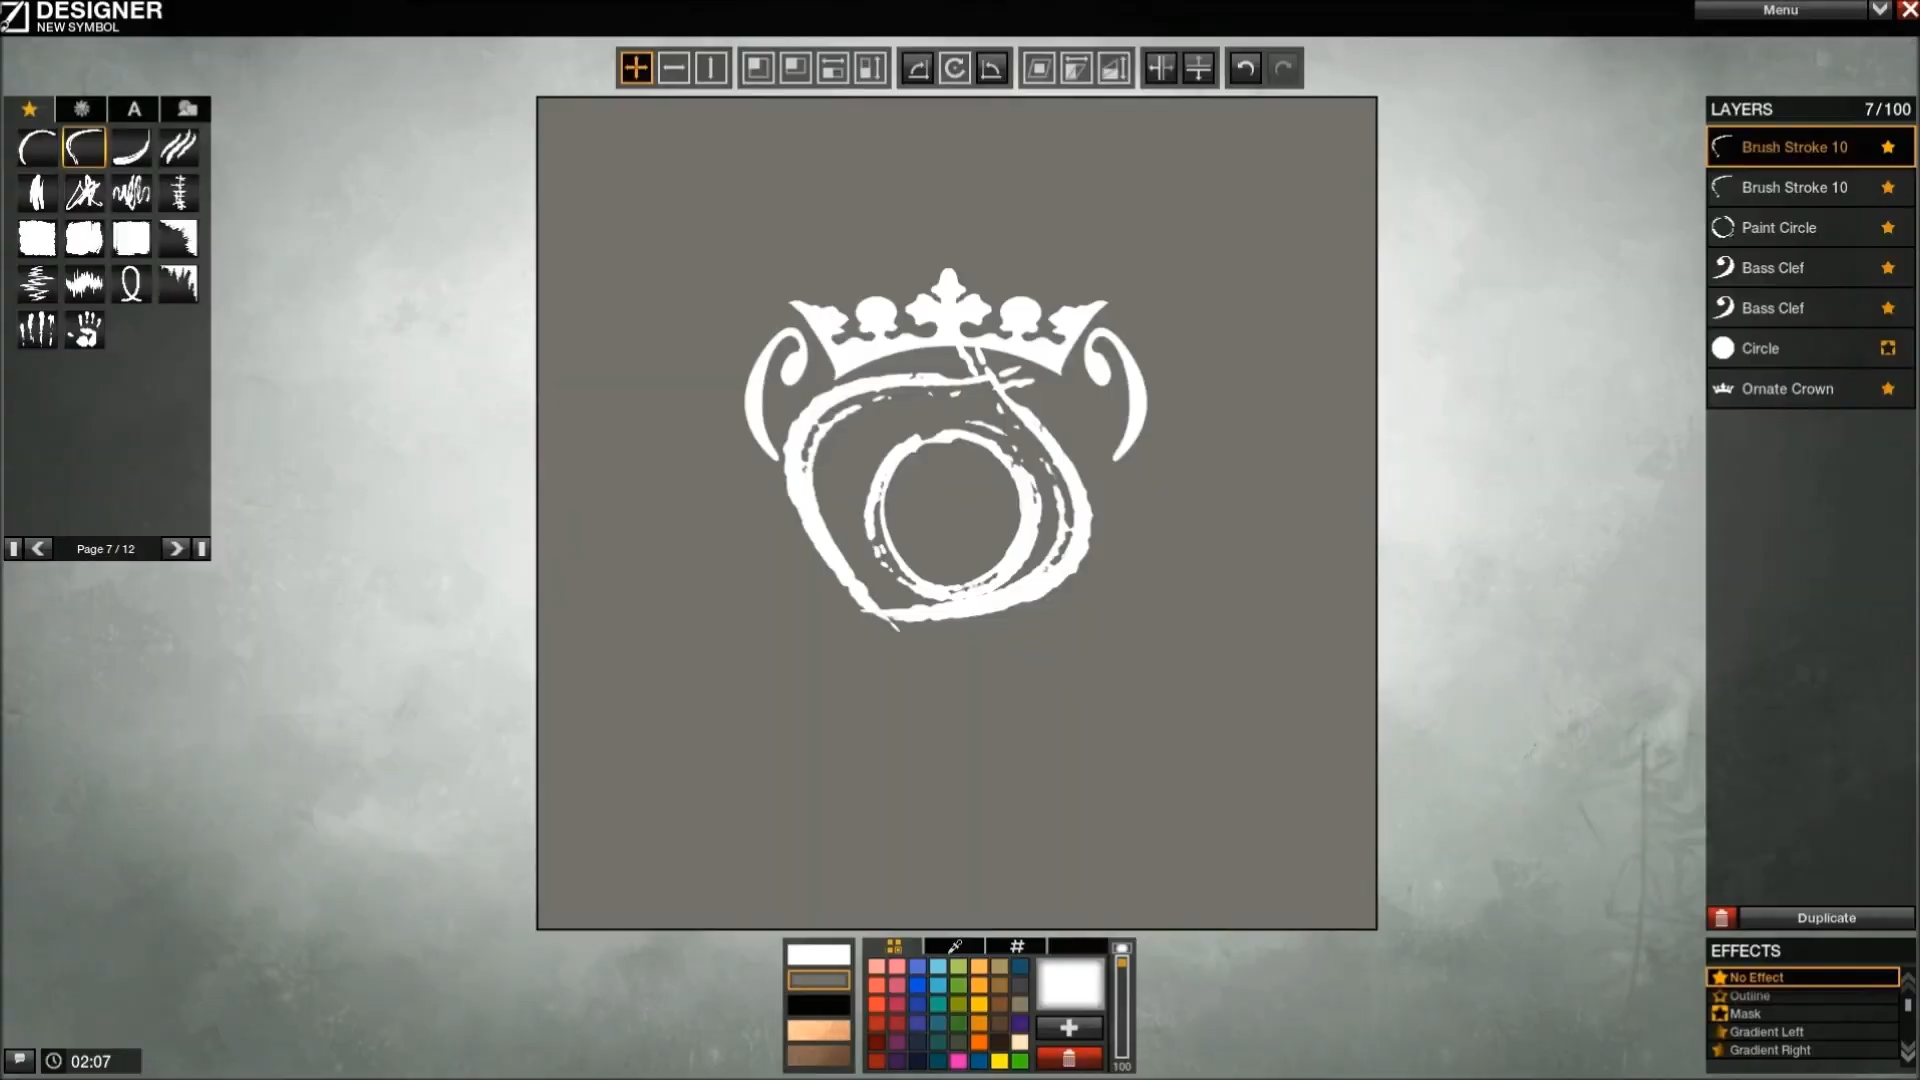 DESIGNER
NEW SYMBOL
Menu
A
Page 7 / 12
LAYERS 7/100
Brush Stroke 10
Brush Stroke 10
Paint Circle
Bass Clef
Bass Clef
Circle
Ornate Crown
Duplicate
EFFECTS
No Effect
Outline
Mask
Gradient Left
Gradient Right
#
100
02:07